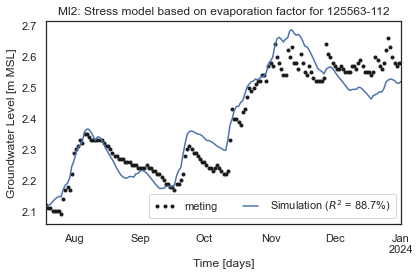 MI2: Stress model based on evaporation factor for 125563-112
Groundwater Level [m MSL]
2.7
2.6
2.5
2.4
2.3
2.2
2.1
meting
Simulation (R² = 88.7%)
Aug
Sep
Oct
Nov
Dec
Jan
2024
Time [days]